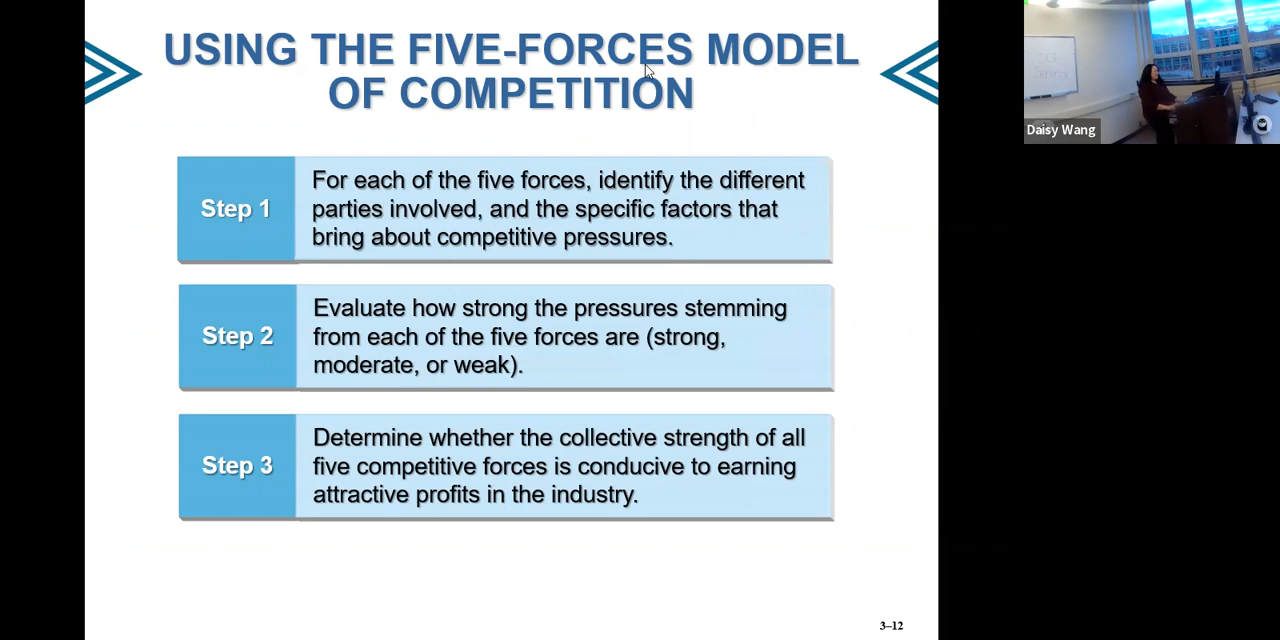 USING THE FIVE-FORCES MODEL
OF COMPETITION
Step 1
For each of the five forces, identify the different
parties involved, and the specific factors that
bring about competitive pressures.
Step 2
Evaluate how strong the pressures stemming
from each of the five forces are (strong,
moderate, or weak).
Step 3
Determine whether the collective strength of all
five competitive forces is conducive to earning
attractive profits in the industry.
3–12
Daisy Wang